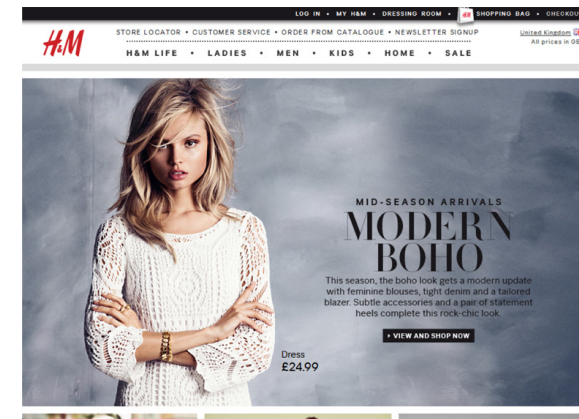 LOG IN • MY H&M • DRESSING ROOM • H&M SHOPPING BAG • CHECKOU
STORE LOCATOR • CUSTOMER SERVICE • ORDER FROM CATALOGUE • NEWSLETTER SIGNUP
United Kingdom
All prices in GB
H&M
H&M LIFE • LADIES • MEN • KIDS • HOME • SALE
MID-SEASON ARRIVALS
MODERN
BOHO
This season, the boho look gets a modern update
with feminine blouses, tight denim and a tailored
blazer. Subtle accessories and a pair of statement
heels complete this rock-chic look.
VIEW AND SHOP NOW
Dress
£24.99